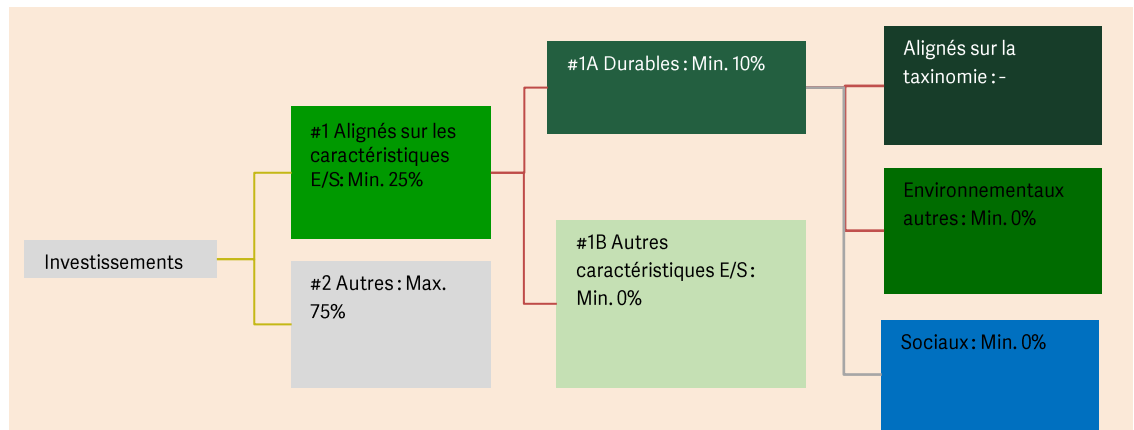 Investissements
#1 Alignés sur les
caractéristiques
E/S: Min. 25%
#2 Autres : Max.
75%
#1A Durables : Min. 10%
#1B Autres
caractéristiques E/S :
Min. 0%
Alignés sur la
taxinomie : -
Environnementaux
autres : Min. 0%
Sociaux : Min. 0%